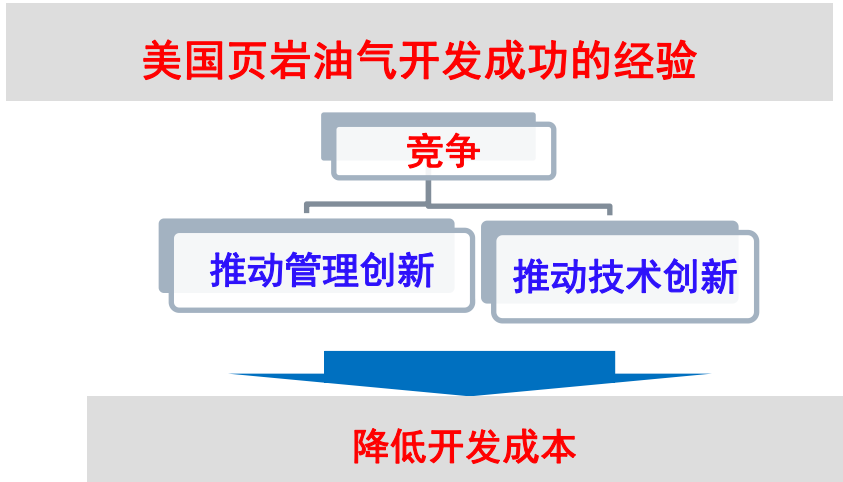 美国页岩油气开发成功的经验
竞争
推动管理创新
推动技术创新
降低开发成本